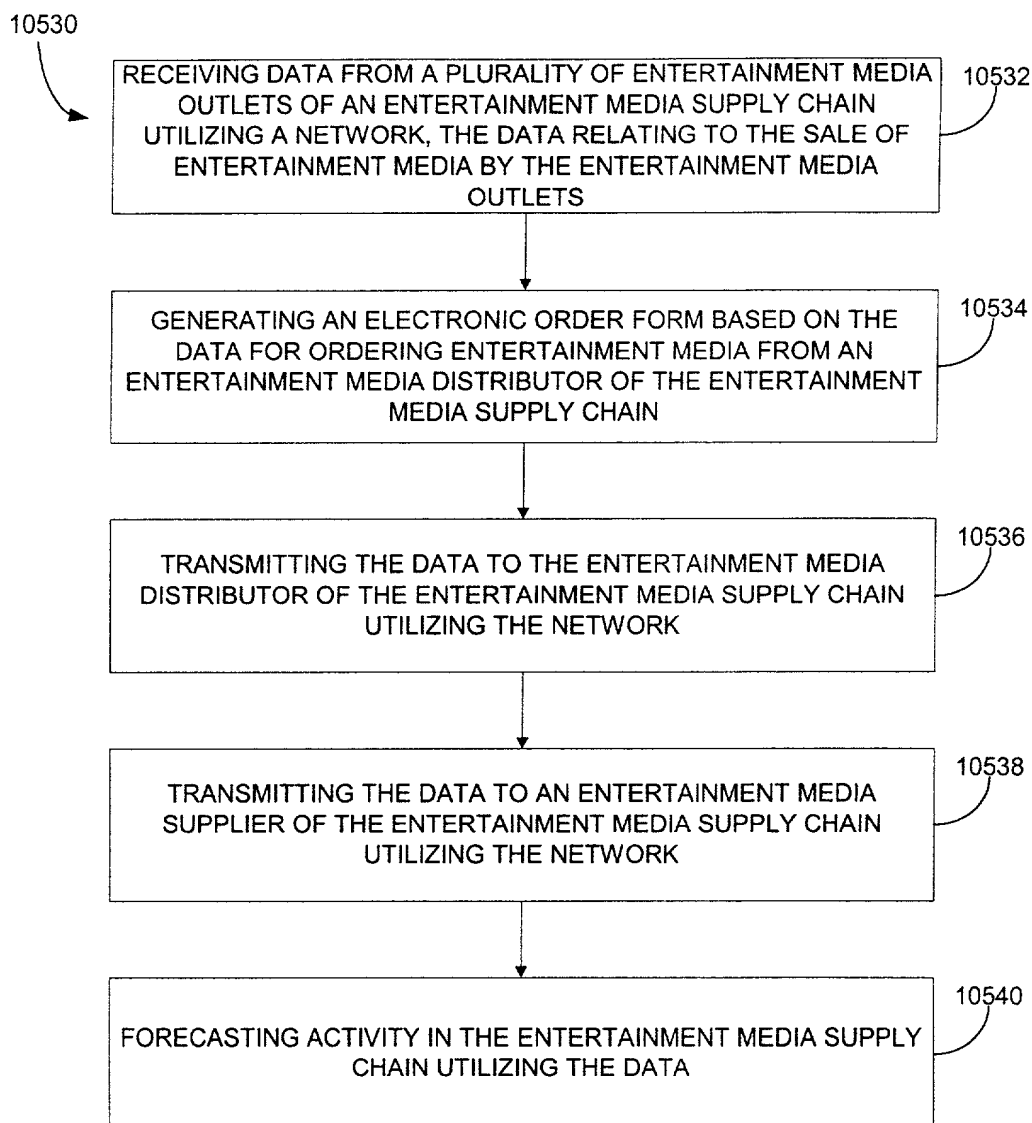 10530
RECEIVING DATA FROM A PLURALITY OF ENTERTAINMENT MEDIA
OUTLETS OF AN ENTERTAINMENT MEDIA SUPPLY CHAIN
UTILIZING A NETWORK, THE DATA RELATING TO THE SALE OF
ENTERTAINMENT MEDIA BY THE ENTERTAINMENT MEDIA
OUTLETS
10532
GENERATING AN ELECTRONIC ORDER FORM BASED ON THE
DATA FOR ORDERING ENTERTAINMENT MEDIA FROM AN
ENTERTAINMENT MEDIA DISTRIBUTOR OF THE ENTERTAINMENT
MEDIA SUPPLY CHAIN
10534
TRANSMITTING THE DATA TO THE ENTERTAINMENT MEDIA
DISTRIBUTOR OF THE ENTERTAINMENT MEDIA SUPPLY CHAIN
UTILIZING THE NETWORK
10536
TRANSMITTING THE DATA TO AN ENTERTAINMENT MEDIA
SUPPLIER OF THE ENTERTAINMENT MEDIA SUPPLY CHAIN
UTILIZING THE NETWORK
10538
FORECASTING ACTIVITY IN THE ENTERTAINMENT MEDIA SUPPLY
CHAIN UTILIZING THE DATA
10540